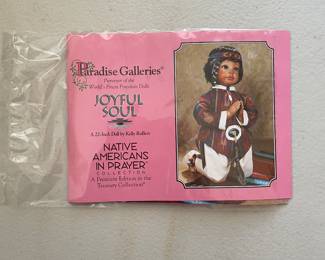 Paradise Galleries®
Purveyor of the
World's Finest Porcelain Dolls
JOYFUL
SOUL
A 22-Inch Doll by Kelly RuBert
NATIVE
AMERICANS
IN PRAYER
COLLECTION
A Premiere Edition in the
Treasury Collection®